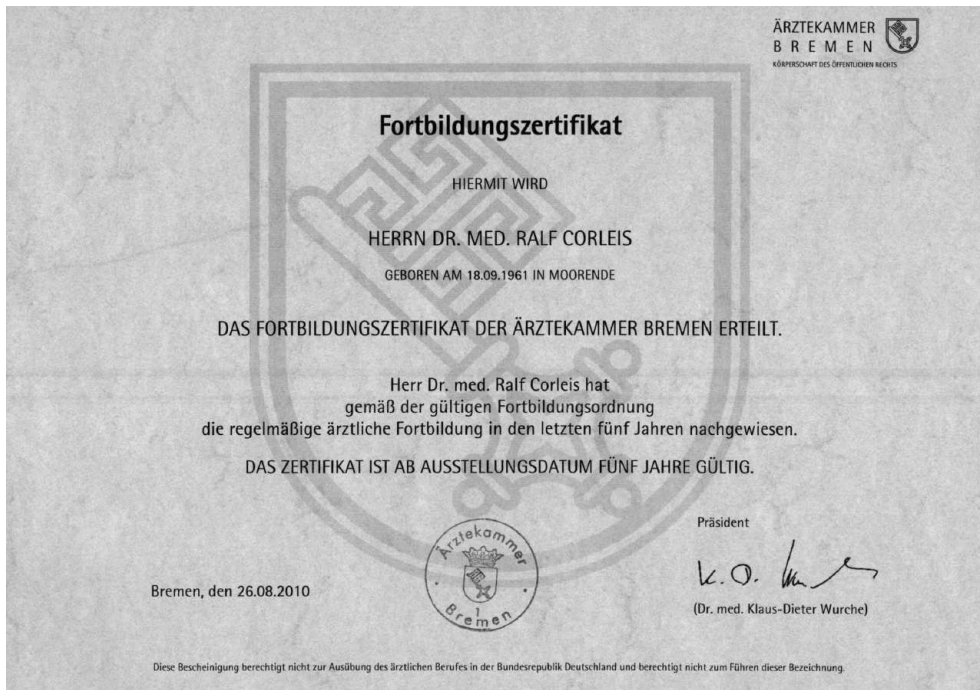 ÄRZTEKAMMER
BREMEN
KÖRPERSCHAFT DES ÖFFENTLICHEN RECHTS
Fortbildungszertifikat
HIERMIT WIRD
HERRN DR. MED. RALF CORLEIS
GEBOREN AM 18.09.1961 IN MOORENDE
DAS FORTBILDUNGSZERTIFIKAT DER ÄRZTEKAMMER BREMEN ERTEILT.
Herr Dr. med. Ralf Corleis hat
gemäß der gültigen Fortbildungsordnung
die regelmäßige ärztliche Fortbildung in den letzten fünf Jahren nachgewiesen.
DAS ZERTIFIKAT IST AB AUSSTELLUNGSDATUM FÜNF JAHRE GÜLTIG.
Präsident
Ärztekammer
1
Bremen
K. D.
Bremen, den 26.08.2010
(Dr. med. Klaus-Dieter Wurche)
Diese Bescheinigung berechtigt nicht zur Ausübung des ärztlichen Berufes in der Bundesrepublik Deutschland und berechtigt nicht zum Führen dieser Bezeichnung.